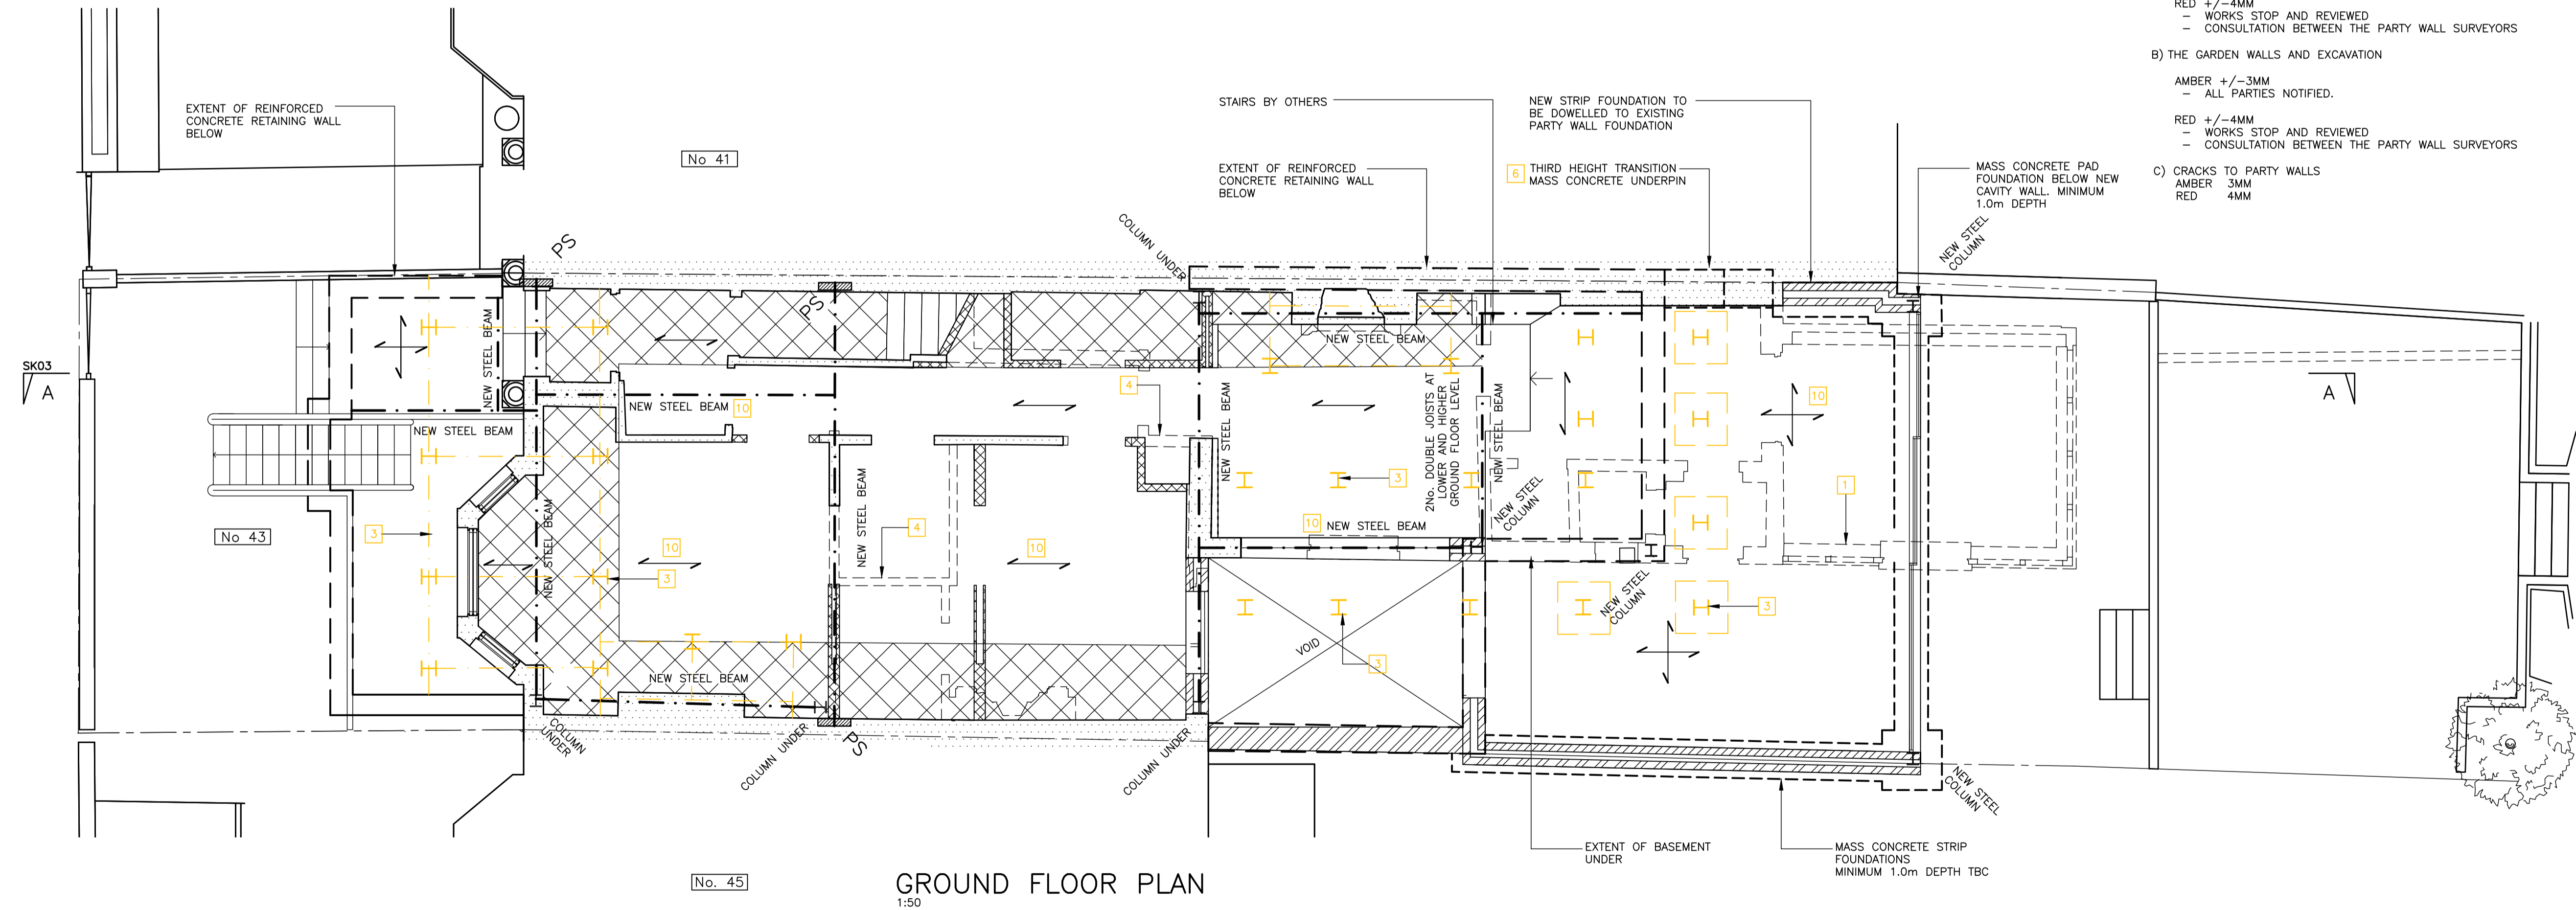 RED +/-4MM
- WORKS STOP AND REVIEWED
- CONSULTATION BETWEEN THE PARTY WALL SURVEYORS
B) THE GARDEN WALLS AND EXCAVATION
AMBER +/-3MM
- ALL PARTIES NOTIFIED.
RED +/-4MM
- WORKS STOP AND REVIEWED
- CONSULTATION BETWEEN THE PARTY WALL SURVEYORS
C) CRACKS TO PARTY WALLS
AMBER 3MM
RED 4MM
EXTENT OF REINFORCED
CONCRETE RETAINING WALL
BELOW
No 41
STAIRS BY OTHERS
NEW STRIP FOUNDATION TO
BE DOWELLED TO EXISTING
PARTY WALL FOUNDATION
EXTENT OF REINFORCED
CONCRETE RETAINING WALL
BELOW
6
THIRD HEIGHT TRANSITION
MASS CONCRETE UNDERPIN
MASS CONCRETE PAD
FOUNDATION BELOW NEW
CAVITY WALL. MINIMUM
1.0m DEPTH
NEW STEEL
COLUMN
COLUMN UNDER
PS
PS
SK03
A
NEW STEEL BEAM
NEW STEEL BEAM
NEW STEEL BEAM
10
NEW STEEL BEAM
4
NEW STEEL BEAM
NEW STEEL BEAM
2No. DOUBLE JOISTS AT
LOWER AND HIGHER
GROUND FLOOR LEVEL
NEW STEEL BEAM
10
A
No 43
3
NEW STEEL BEAM
10
3
4
10
3
10
NEW STEEL BEAM
NEW STEEL
COLUMN
1
NEW STEEL
COLUMN
3
VOID
3
NEW STEEL BEAM
COLUMN
UNDER
COLUMN UNDER
PS
COLUMN UNDER
NEW STEEL
COLUMN
EXTENT OF BASEMENT
UNDER
MASS CONCRETE STRIP
FOUNDATIONS
MINIMUM 1.0m DEPTH TBC
No. 45
GROUND FLOOR PLAN
1:50